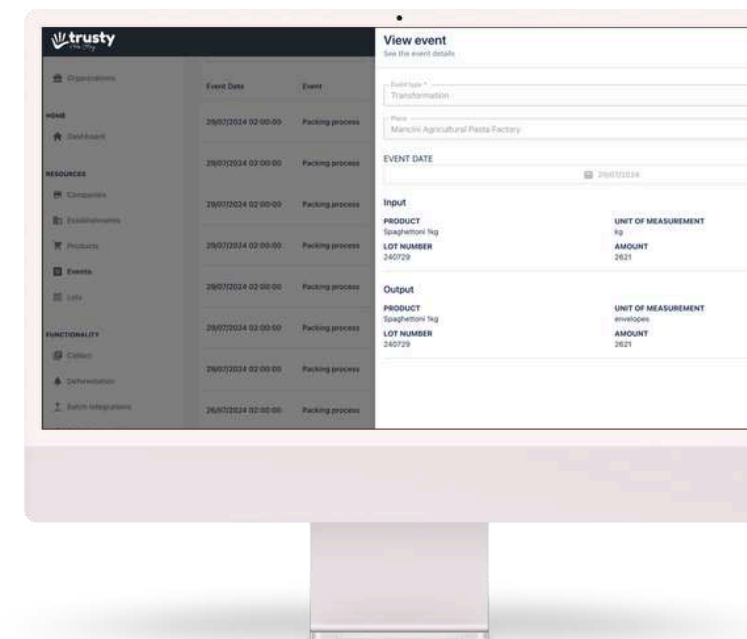 trusty
View event
See the event details
Organizations
HOME
Dashboard
RESOURCES
Companies
Establishments
Products
Events
Lots
FUNCTIONALITY
Collect
Deforestation
Batch Integrations
Event Date Event
29/07/2024 02:00:00 Packing process
29/07/2024 02:00:00 Packing process
29/07/2024 02:00:00 Packing process
29/07/2024 02:00:00 Packing process
29/07/2024 02:00:00 Packing process
29/07/2024 02:00:00 Packing process
29/07/2024 02:00:00 Packing process
26/07/2024 02:00:00 Packing process
Event type *
Transformation
Place
Mancini Agricultural Pasta Factory
EVENT DATE
29/07/2024
Input
PRODUCT UNIT OF MEASUREMENT
Spaghettoni 1kg kg
LOT NUMBER AMOUNT
240729 2621
Output
PRODUCT UNIT OF MEASUREMENT
Spaghettoni 1kg envelopes
LOT NUMBER AMOUNT
240729 2621